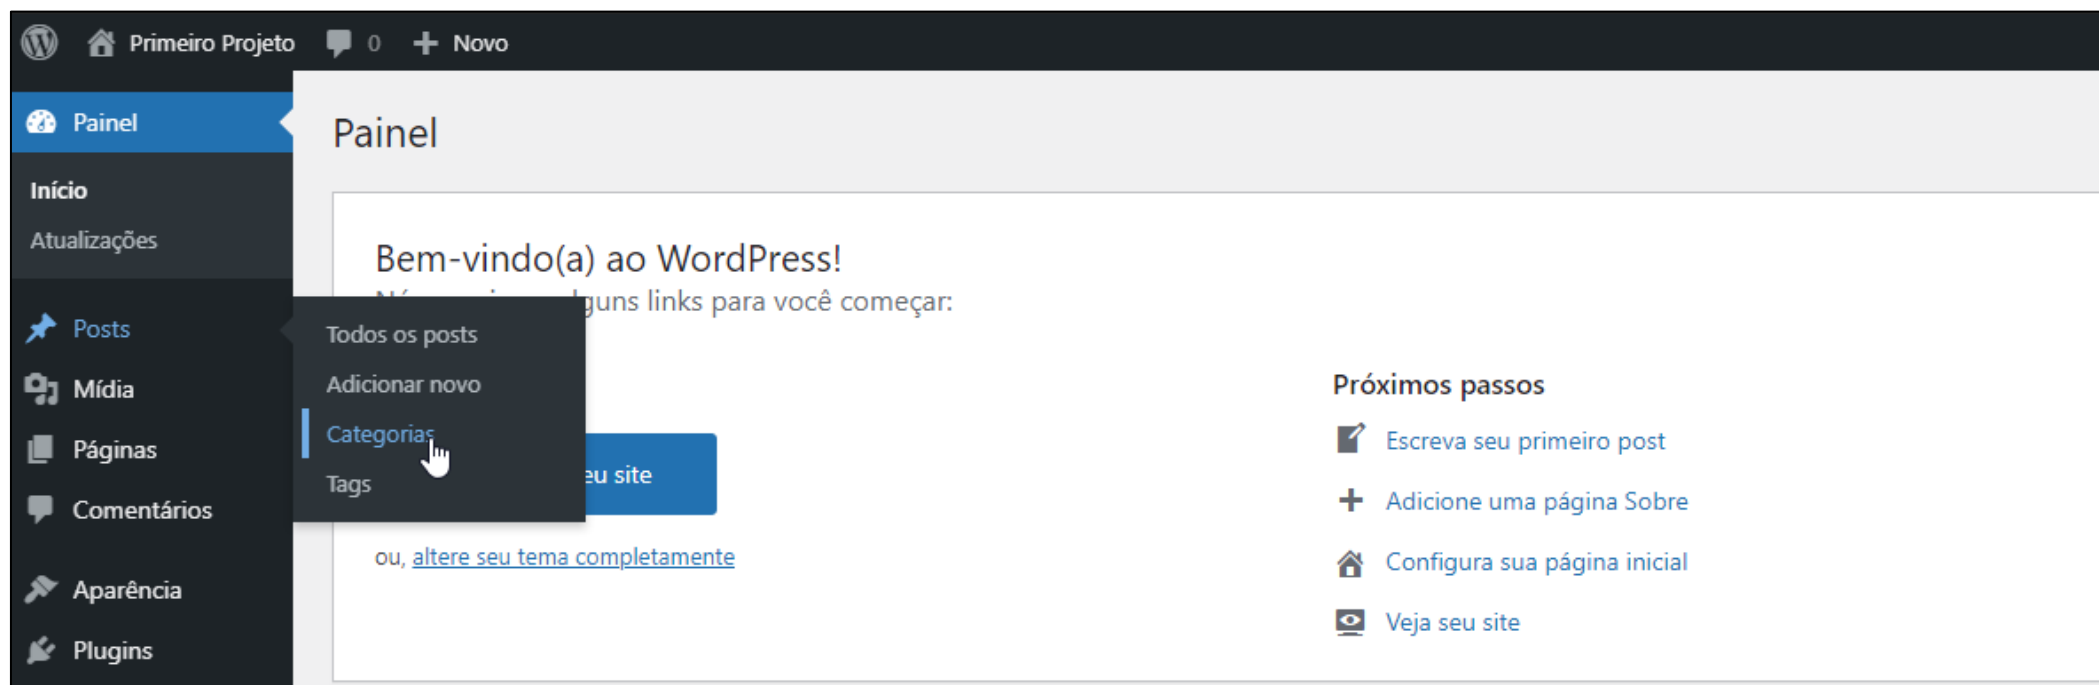 Primeiro Projeto 0 Novo
Painel
Início
Atualizações
Posts
Mídia
Páginas
Comentários
Aparência
Plugins
Todos os posts
Adicionar novo
Categorias
Tags
Painel
Bem-vindo(a) ao WordPress!
links para você começar:
site
ou, altere seu tema completamente
Próximos passos
Escreva seu primeiro post
Adicione uma página Sobre
Configura sua página inicial
Veja seu site